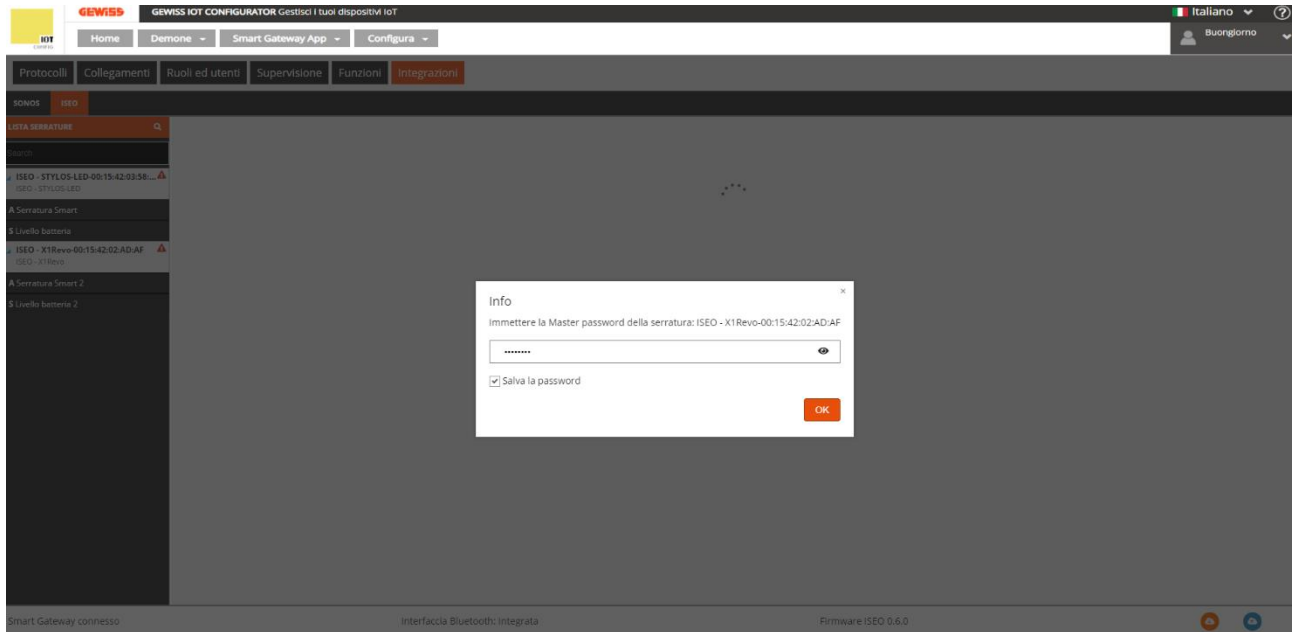 GEWISS GEWISS IOT CONFIGURATOR Gestisci i tuoi dispositivi IoT
Italiano
IOT
Home Demone Smart Gateway App Configura
Buongiorno
Protocolli Collegamenti Ruoli ed utenti Supervisione Funzioni Integrazioni
SONOS ISEO
LISTA SERRATURE
Search
ISEO - STYLOS-LED-00:15:42:03:58:...
ISEO - STYLOS-LED
A Serratura Smart
S Livello batteria
ISEO - X1Revo-00:15:42:02:AD:AF
ISEO - X1Revo
A Serratura Smart 2
S Livello batteria 2
Info
Immettere la Master password della serratura: ISEO - X1Revo-00:15:42:02:AD:AF
Salva la password
OK
Smart Gateway connesso Interfaccia Bluetooth: Integrata Firmware ISEO 0.6.0